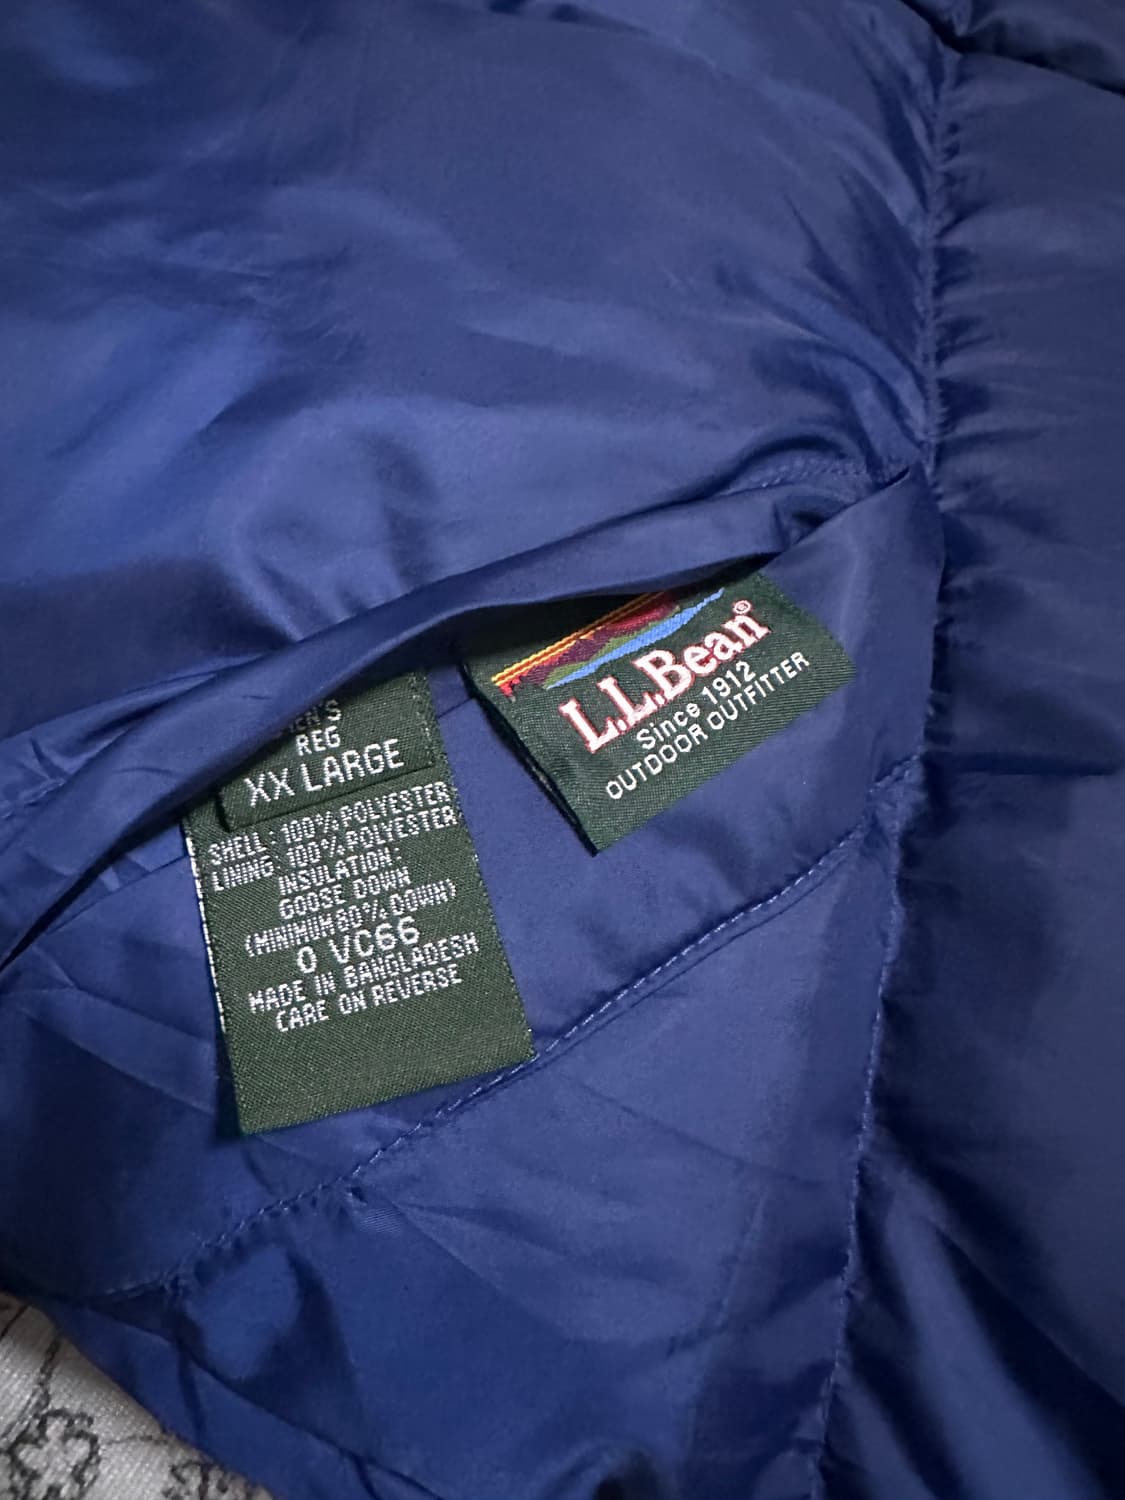 REG
XX LARGE
SHELL: 100% POLYESTER
LINING: 100% POLYESTER
INSULATION:
GOOSE DOWN
(MINIMUM 80% DOWN)
0 VC66
MADE IN BANGLADESH
CARE ON REVERSE
L.L.Bean®
Since 1912
OUTDOOR OUTFITTER